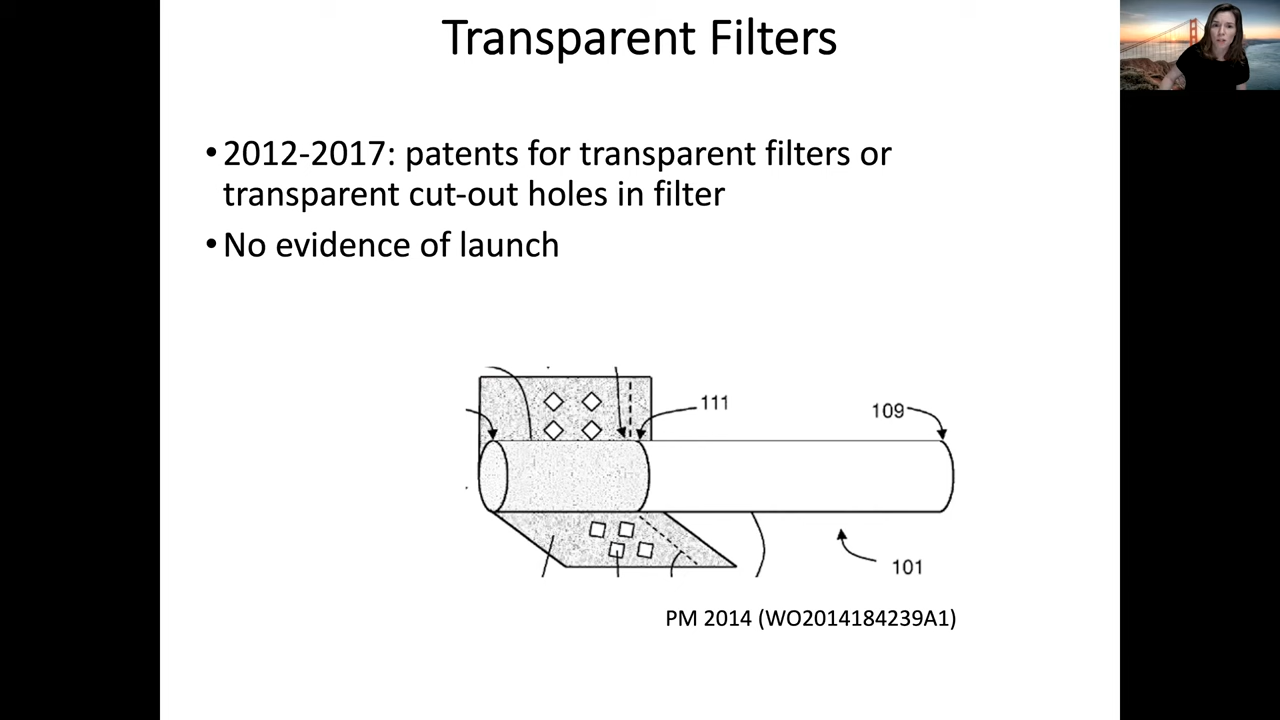 Transparent Filters
•2012-2017: patents for transparent filters or
transparent cut-out holes in filter
•No evidence of launch
111
109
101
PM 2014 (WO2014184239A1)